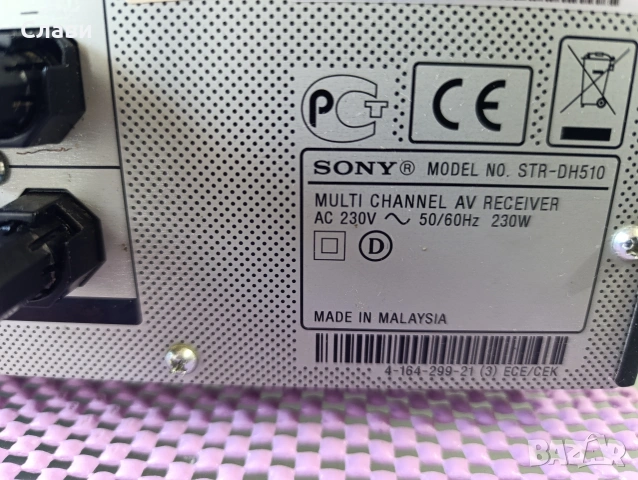 Слави
РСТ
CE
SONY® MODEL NO. STR-DH510
MULTI CHANNEL AV RECEIVER
AC 230V ~ 50/60Hz 230W
D
MADE IN MALAYSIA
4-164-299-21 (3) ECE/CEK
BAZAR